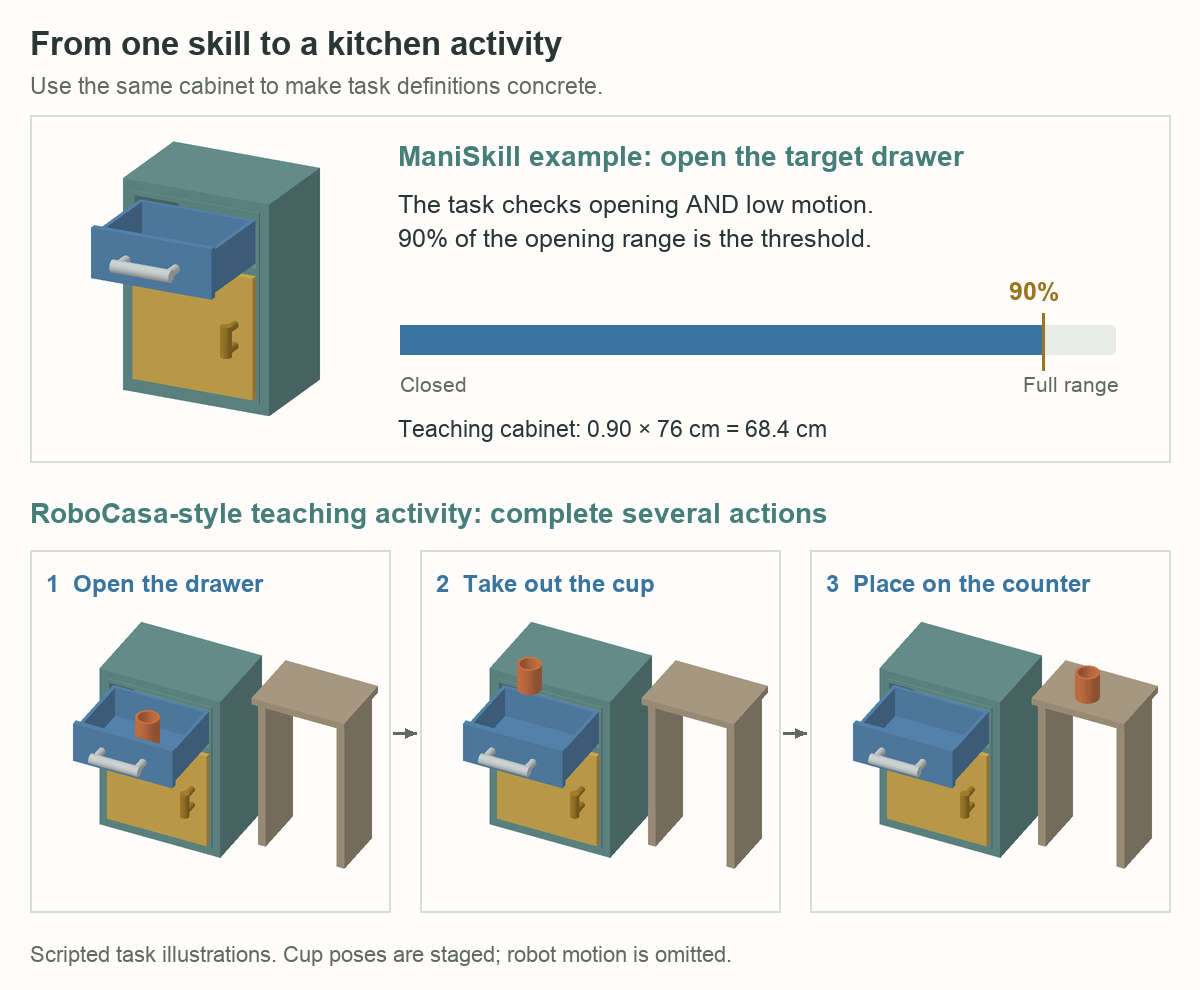 From one skill to a kitchen activity
Use the same cabinet to make task definitions concrete.
ManiSkill example: open the target drawer
The task checks opening AND low motion.
90% of the opening range is the threshold.
90%
Closed
Full range
Teaching cabinet: 0.90 × 76 cm = 68.4 cm
RoboCasa-style teaching activity: complete several actions
1 Open the drawer
2 Take out the cup
3 Place on the counter
Scripted task illustrations. Cup poses are staged; robot motion is omitted.